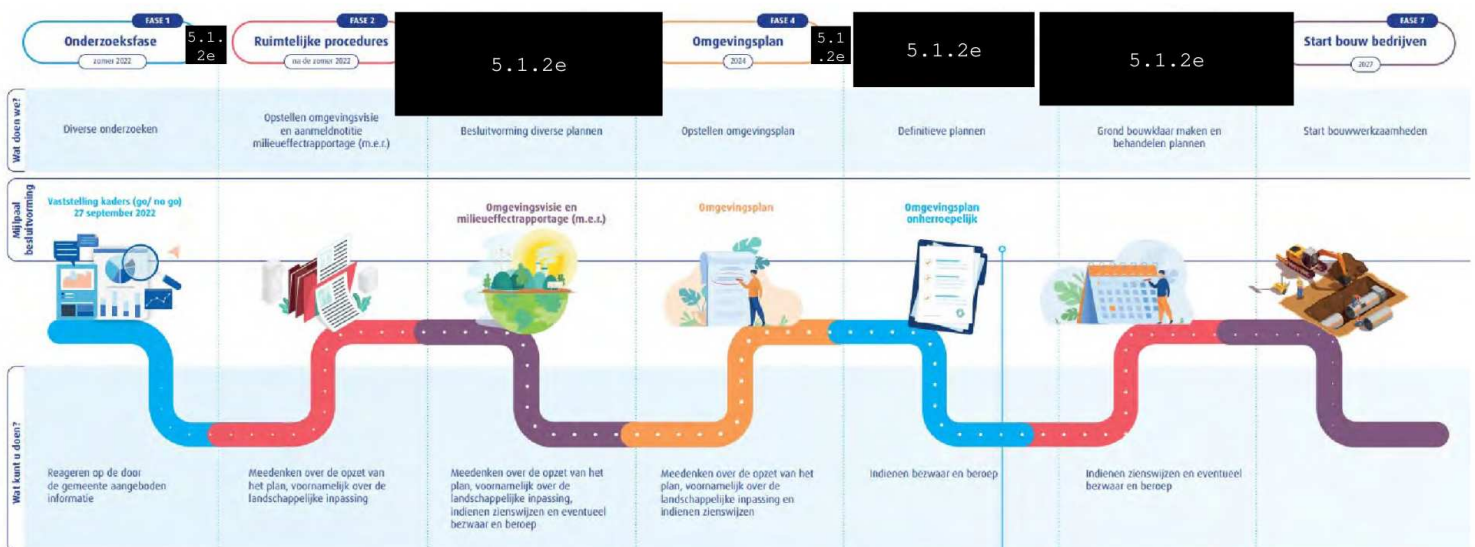 FASE 1
Onderzoeksfase
zomer 2022
5.1.
2e
FASE 2
Ruimtelijke procedures
na de zomer 2022
5.1.2e
FASE 4
Omgevingsplan
2024
5.1
.2e
5.1.2e
5.1.2e
FASE 7
Start bouw bedrijven
2027
Wat doen we?
Diverse onderzoeken
Opstellen omgevingsvisie
en aanmeldnotitie
milieueffectrapportage (m.e.r.)
Besluitvorming diverse plannen
Opstellen omgevingsplan
Definitieve plannen
Grond bouwklaar maken en
behandelen plannen
Start bouwwerkzaamheden
Mijlpaal
besluitvorming
Vaststelling kaders (go/ no go)
27 september 2022
Omgevingsvisie en
milieueffectrapportage (m.e.r.)
Omgevingsplan
Omgevingsplan
onherroepelijk
Wat kunt u doen?
Reageren op de door
de gemeente aangeboden
informatie
Meedenken over de opzet van
het plan, voornamelijk over de
landschappelijke inpassing
Meedenken over de opzet van het
plan, voornamelijk over de
landschappelijke inpassing,
indienen zienswijzen en eventueel
bezwaar en beroep
Meedenken over de opzet van het
plan, voornamelijk over de
landschappelijke inpassing en
indienen zienswijzen
Indienen bezwaar en beroep
Indienen zienswijzen en eventueel
bezwaar en beroep